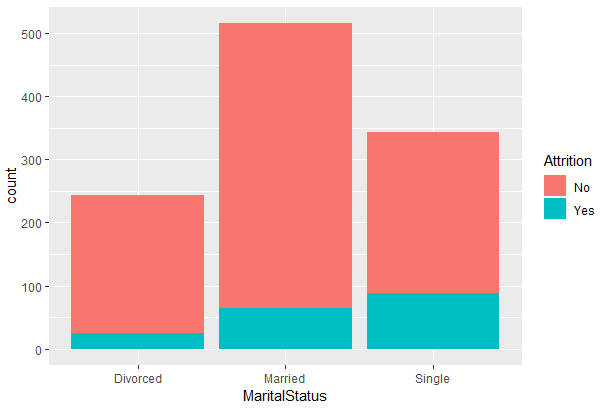 500
400
300
200
100
0
count
Divorced Married Single
MaritalStatus
Attrition
No
Yes